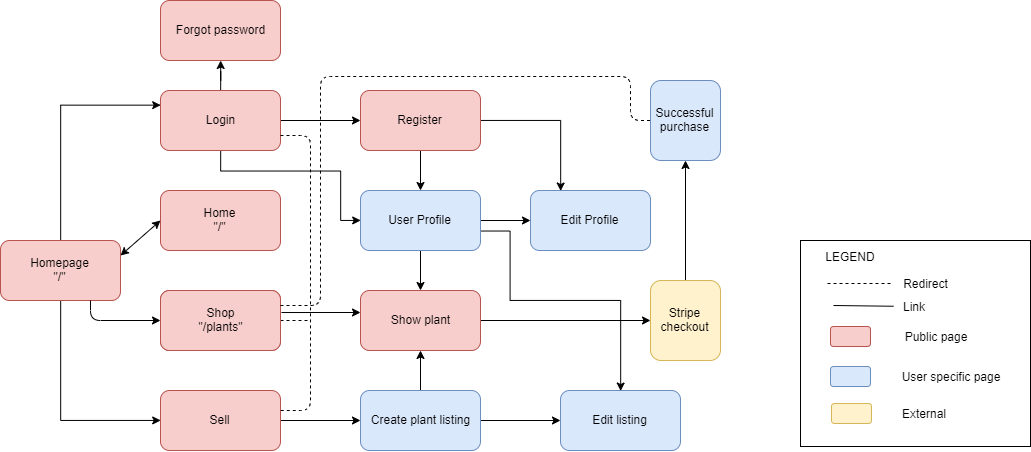 Forgot password
Login
Register
Successful
purchase
Home
"/"
User Profile
Edit Profile
Homepage
"/"
Shop
"/plants"
Show plant
Stripe
checkout
Sell
Create plant listing
Edit listing
LEGEND
Redirect
Link
Public page
User specific page
External